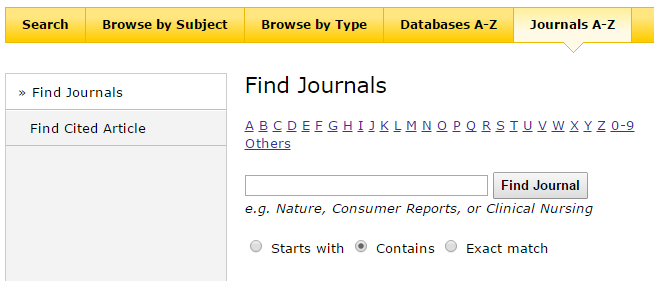 Search Browse by Subject Browse by Type Databases A-Z Journals A-Z
» Find Journals
Find Cited Article
Find Journals
A B C D E F G H I J K L M N O P Q R S T U V W X Y Z 0-9
Others
Find Journal
e.g. Nature, Consumer Reports, or Clinical Nursing
Starts with Contains Exact match